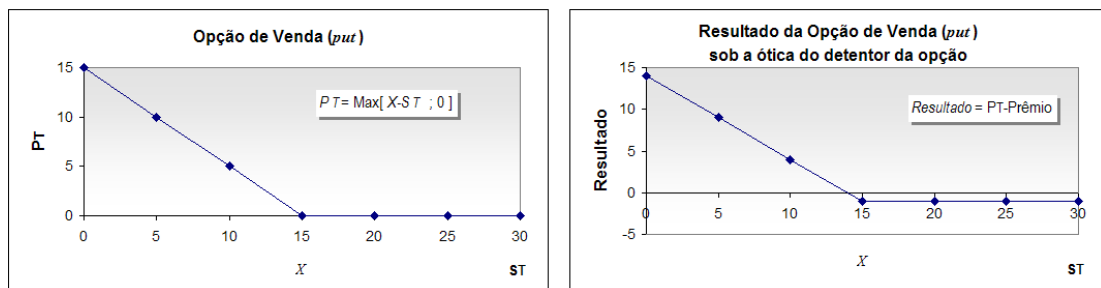 Opção de Venda (put)
15
10
5
0
PT
PT= Max[ X-ST ; 0 ]
0 5 10 15 20 25 30
X
ST
Resultado da Opção de Venda (put)
sob a ótica do detentor da opção
15
10
5
0
-5
Resultado
Resultado = PT-Prêmio
0 5 10 15 20 25 30
X
ST